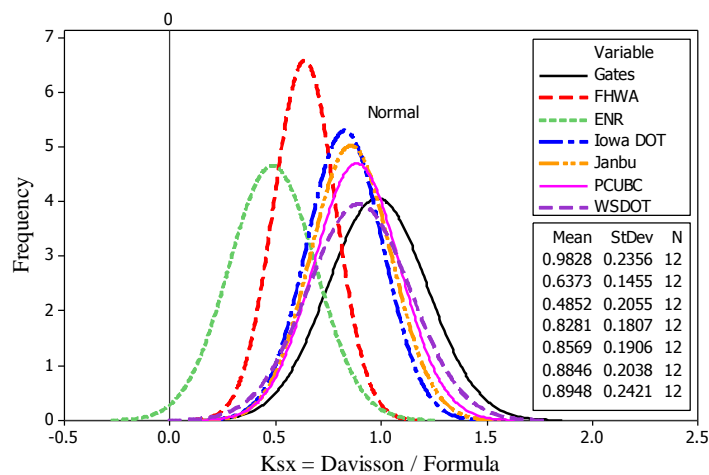 0
7
6
5
4
3
2
1
0
Frequency
Normal
Variable
Gates
FHWA
ENR
Iowa DOT
Janbu
PCUBC
WSDOT
Mean StDev N
0.9828 0.2356 12
0.6373 0.1455 12
0.4852 0.2055 12
0.8281 0.1807 12
0.8569 0.1906 12
0.8846 0.2038 12
0.8948 0.2421 12
-0.5 0.0 0.5 1.0 1.5 2.0 2.5
Ksx = Davisson / Formula